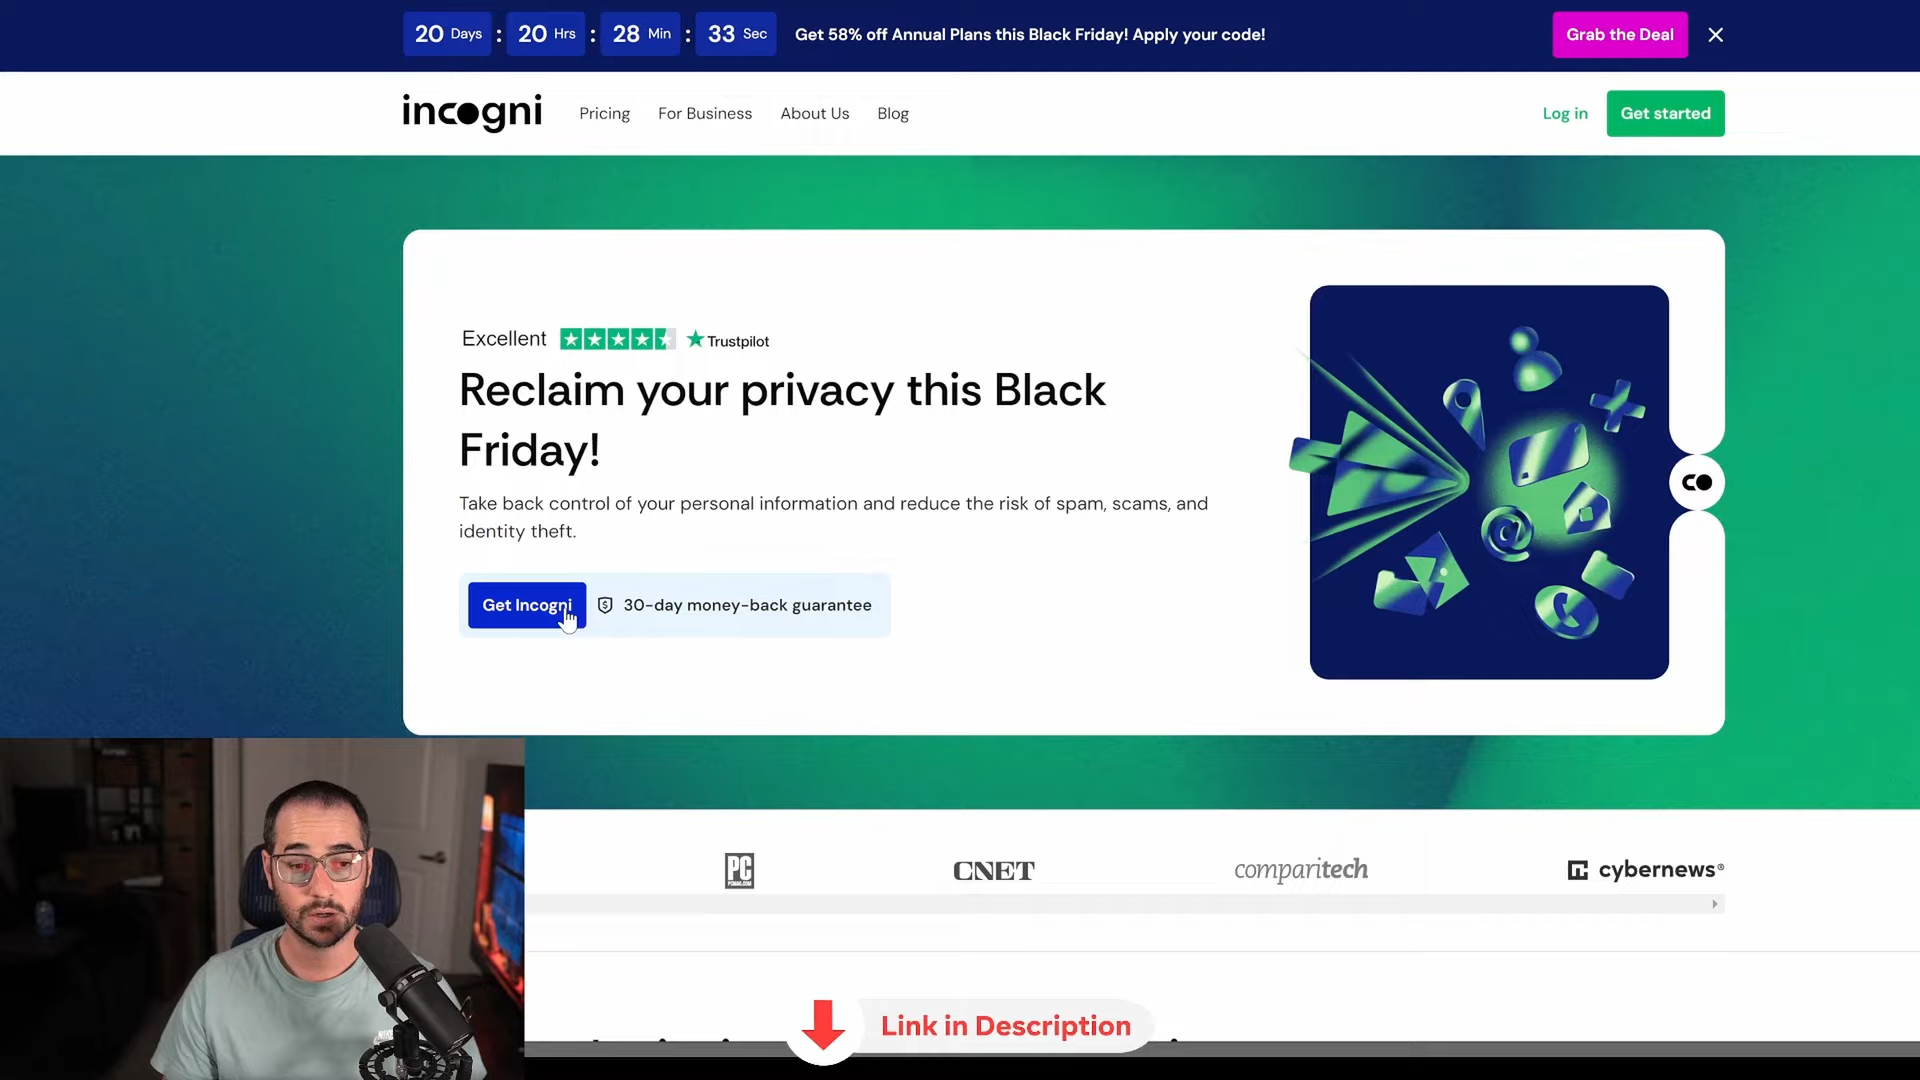 20 Days : 20 Hrs : 28 Min : 33 Sec Get 58% off Annual Plans this Black Friday! Apply your code! Grab the Deal
incogni Pricing For Business About Us Blog Log in Get started
Excellent Trustpilot
Reclaim your privacy this Black
Friday!
Take back control of your personal information and reduce the risk of spam, scams, and
identity theft.
Get Incogni 30-day money-back guarantee
PC CNET comparitech cybernews®
Link in Description